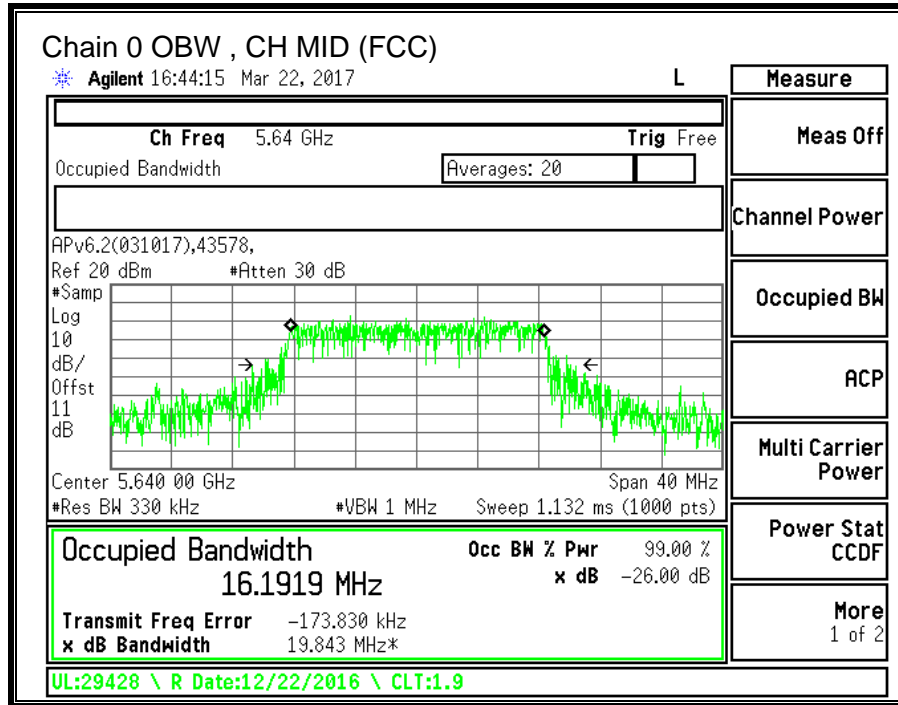 Chain 0 OBW , CH MID (FCC)
Agilent 16:44:15 Mar 22, 2017 L
Measure
Ch Freq 5.64 GHz Trig Free
Occupied Bandwidth Averages: 20
APv6.2(031017),43578,
Ref 20 dBm #Atten 30 dB
#Samp
Log
10
dB/
Offst
11
dB
Center 5.640 00 GHz Span 40 MHz
#Res BW 330 kHz #VBW 1 MHz Sweep 1.132 ms (1000 pts)
Occupied Bandwidth Occ BW % Pwr 99.00 %
16.1919 MHz x dB -26.00 dB
Transmit Freq Error -173.830 kHz
x dB Bandwidth 19.843 MHz*
UL:29428 \ R Date:12/22/2016 \ CLT:1.9
Meas Off
Channel Power
Occupied BW
ACP
Multi Carrier
Power
Power Stat
CCDF
More
1 of 2